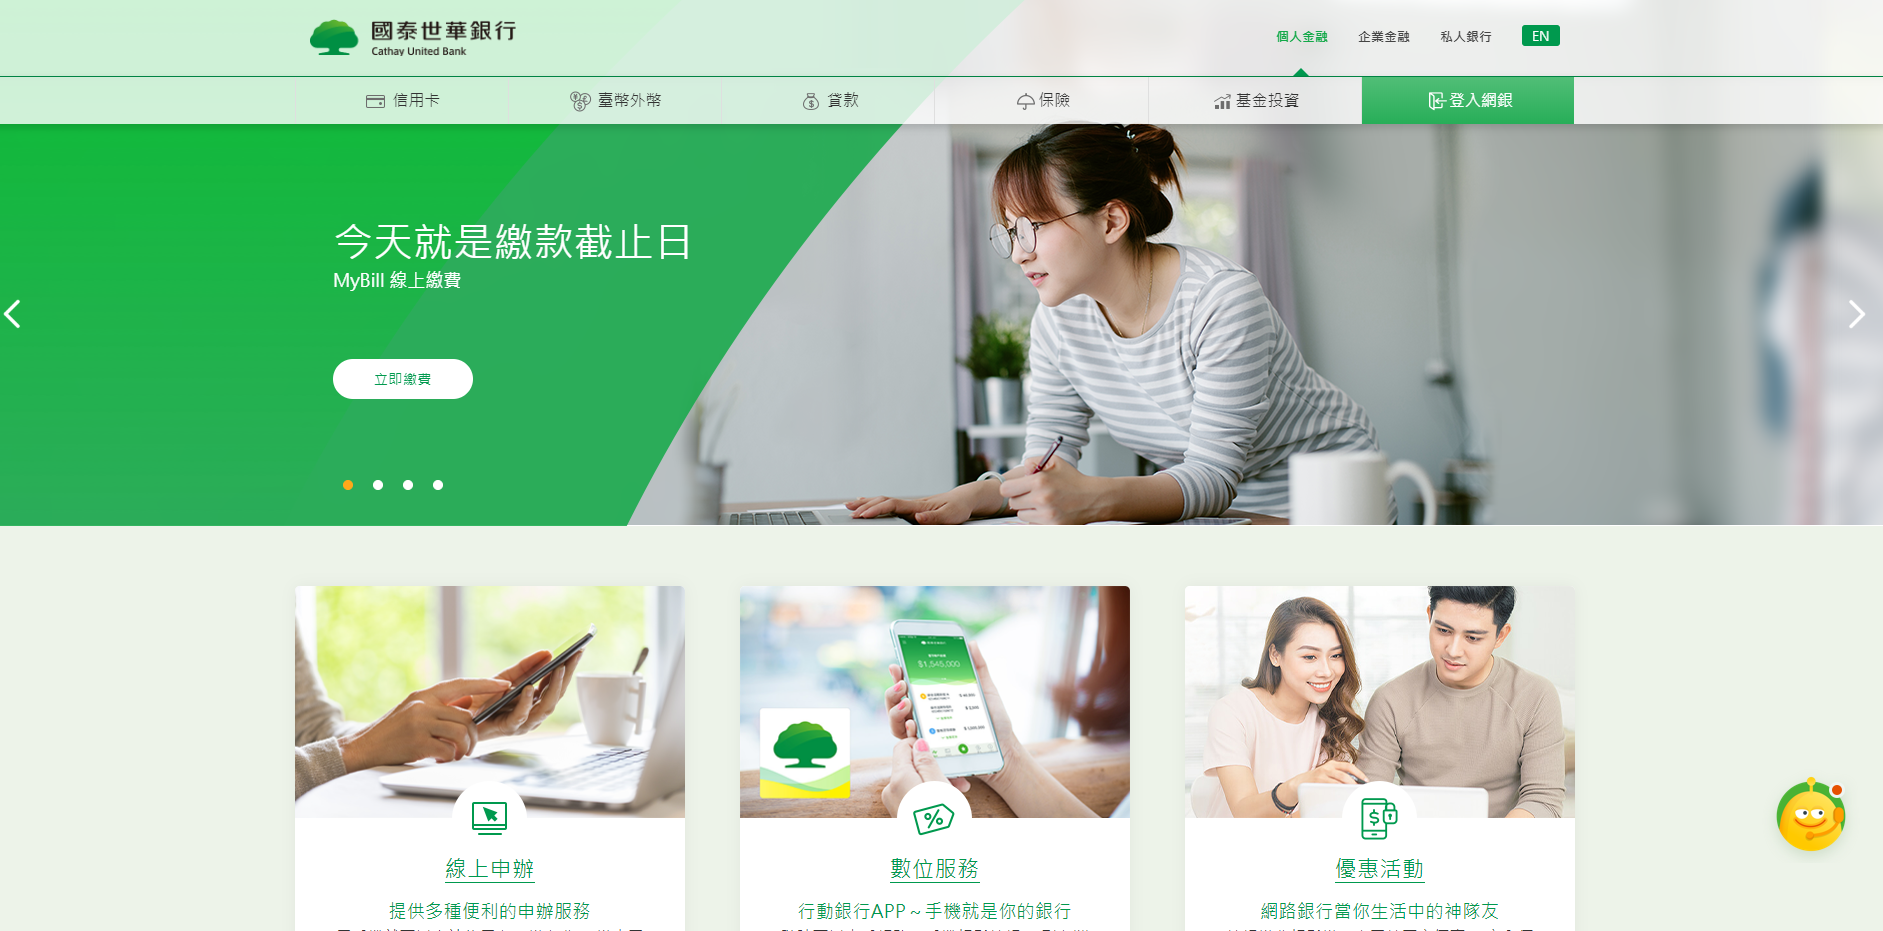 國泰世華銀行
Cathay United Bank
個人金融
企業金融
私人銀行
EN
信用卡
臺幣外幣
貸款
保險
基金投資
登入網銀
今天就是繳款截止日
MyBill 線上繳費
立即繳費
$1,545,000
線上申辦
提供多種便利的申辦服務
數位服務
行動銀行APP ~ 手機就是你的銀行
優惠活動
網路銀行當你生活中的神隊友